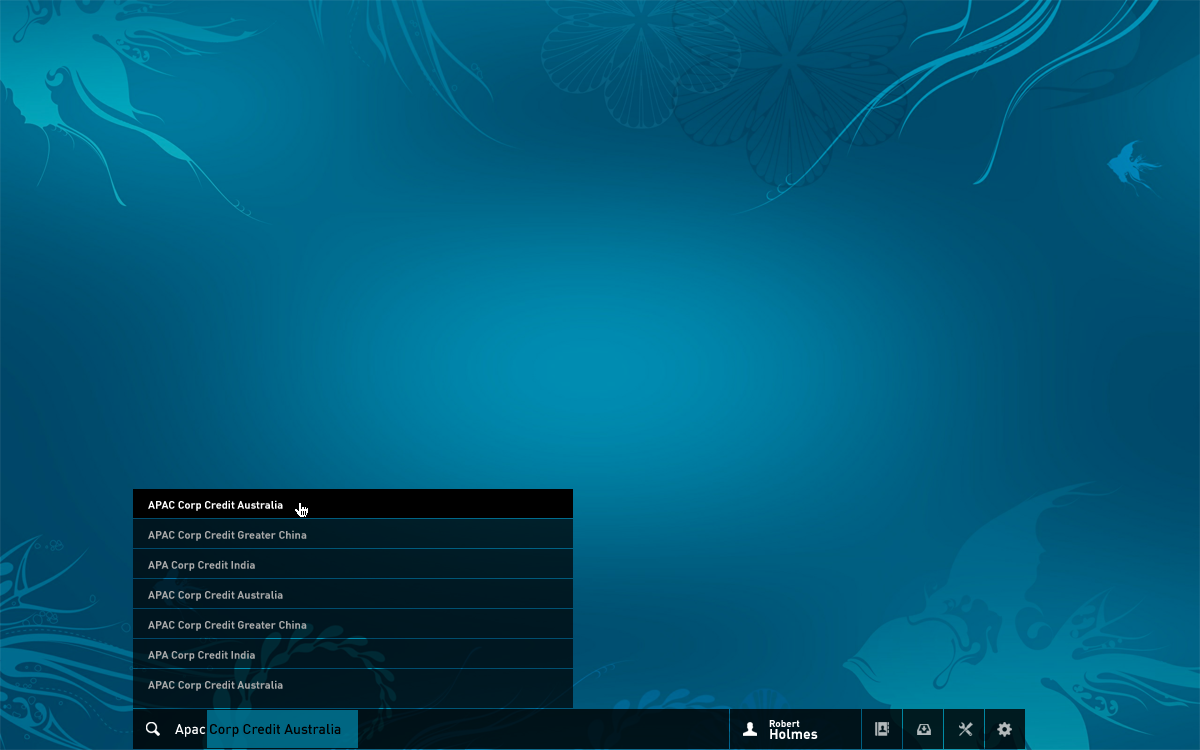 APAC Corp Credit Australia
APAC Corp Credit Greater China
APA Corp Credit India
APAC Corp Credit Australia
APAC Corp Credit Greater China
APA Corp Credit India
APAC Corp Credit Australia
Apac Corp Credit Australia
Robert
Holmes